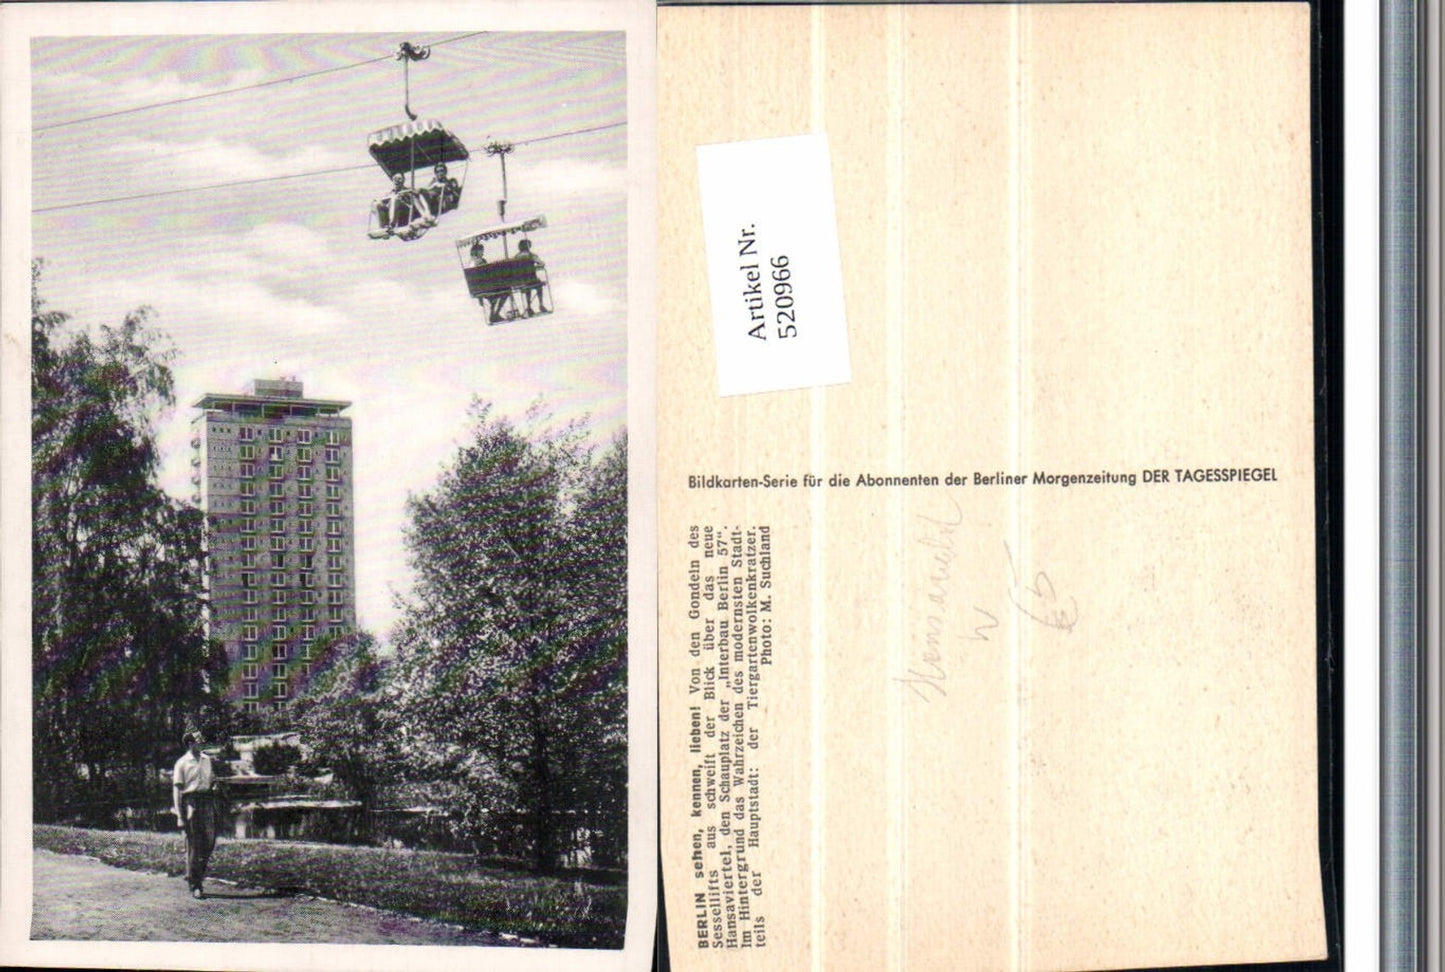 Artikel Nr.
520966
Bildkarten-Serie für die Abonnenten der Berliner Morgenzeitung DER TAGESSPIEGEL
BERLIN sehen, kennen, lieben! Von den Gondeln des
Sessellifts aus schweift der Blick über das neue
Hansaviertel, den Schauplatz der „Interbau Berlin 57“.
Im Hintergrund das Wahrzeichen des modernsten Stadt-
teils der Hauptstadt: der Tiergartenwolkenkratzer.
Photo: M. Suchland